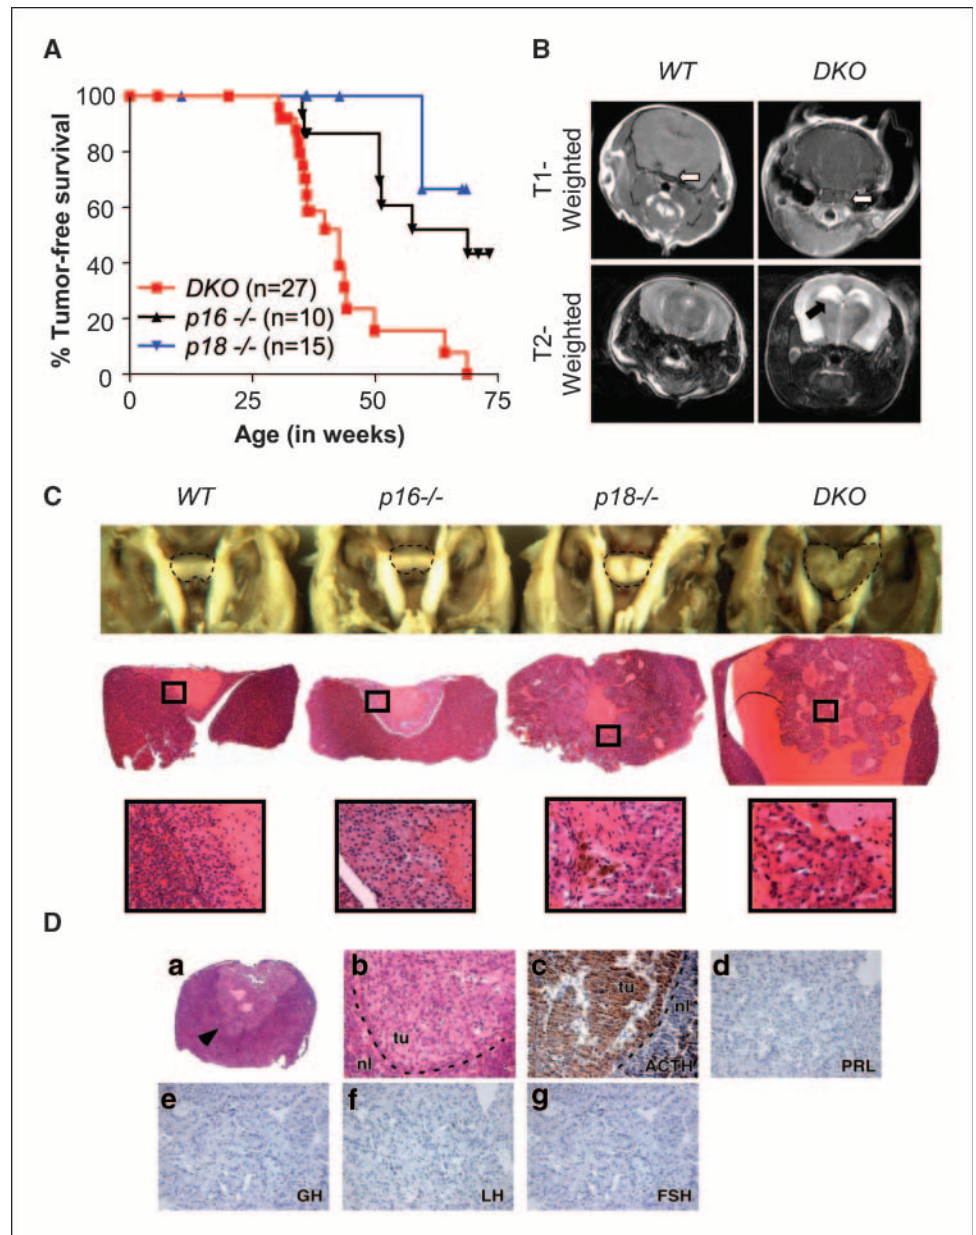 A
% Tumor-free survival
100
80
60
40
20
0
DKO (n=27)
p16 -/- (n=10)
p18 -/- (n=15)
0 25 50 75
Age (in weeks)
B
WT DKO
T1-
Weighted
T2-
Weighted
C
WT p16-/- p18-/- DKO
D
a
b
tu
nl
c
tu
nl
ACTH
d
PRL
e
GH
f
LH
g
FSH